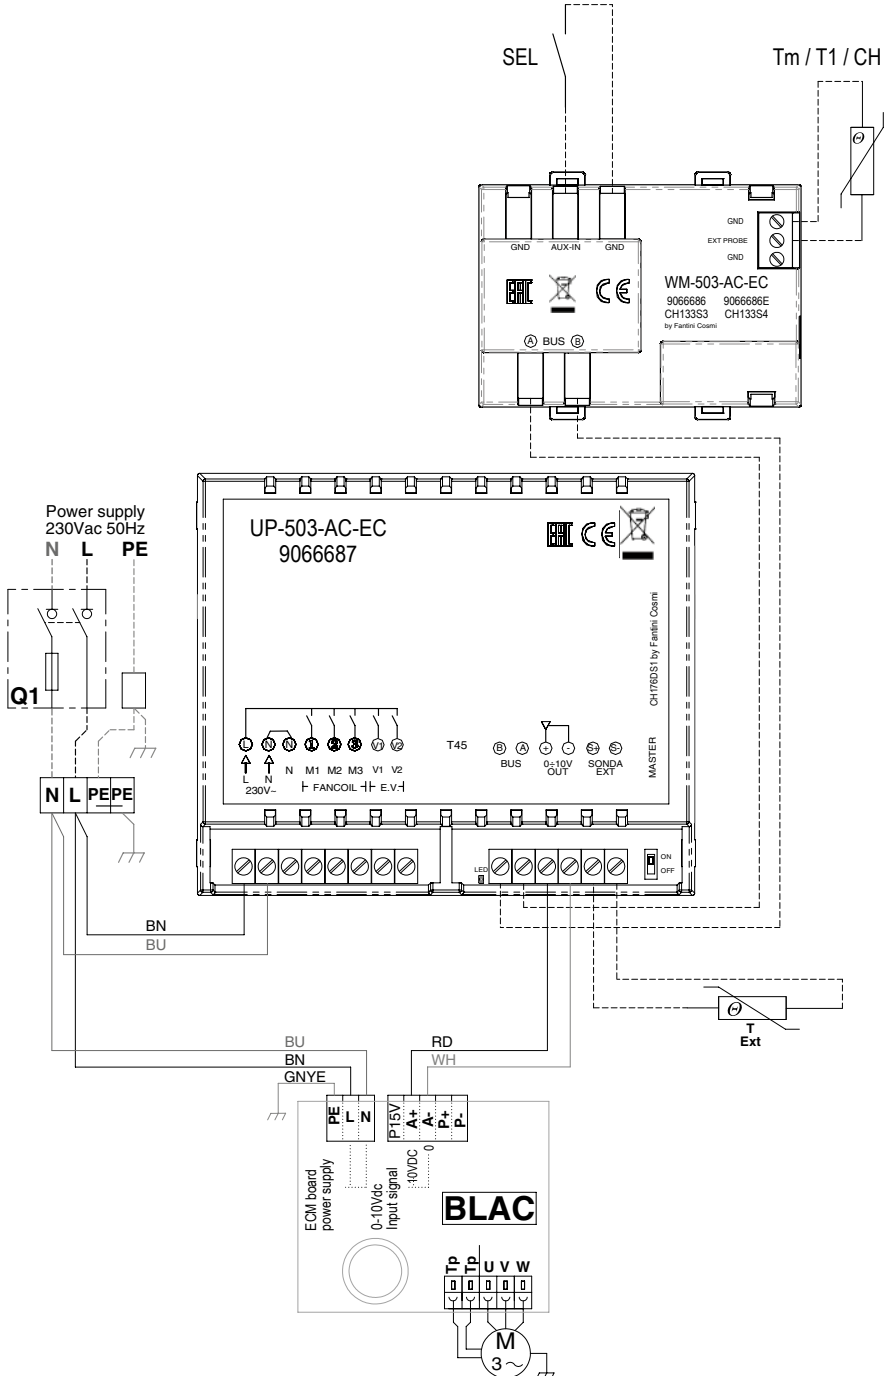 SEL
Tm / T1 / CH
GND
EXT PROBE
GND
GND AUX-IN GND
WM-503-AC-EC
9066686 9066686E
CH133S3 CH133S4
by Fantini Cosmi
EAC CE
A BUS B
Power supply
230Vac 50Hz
N L PE
Q1
UP-503-AC-EC
9066687
EAC CE
CH176DS1 by Fantini Cosmi
MASTER
L N N 1 2 3 V1 V2
T45
B A + - S+ S-
L N N M1 M2 M3 V1 V2
230V~ FANCOIL E.V.
BUS 0÷10V OUT SONDA EXT
N L PE PE
LED
ON
OFF
BN
BU
T
Ext
BU
BN
GNYE
RD
WH
PE L N
P15V A+ A- P+ P-
ECM board
power supply
0-10Vdc
Input signal
10VDC 0
BLAC
Tp Tp U V W
M
3~